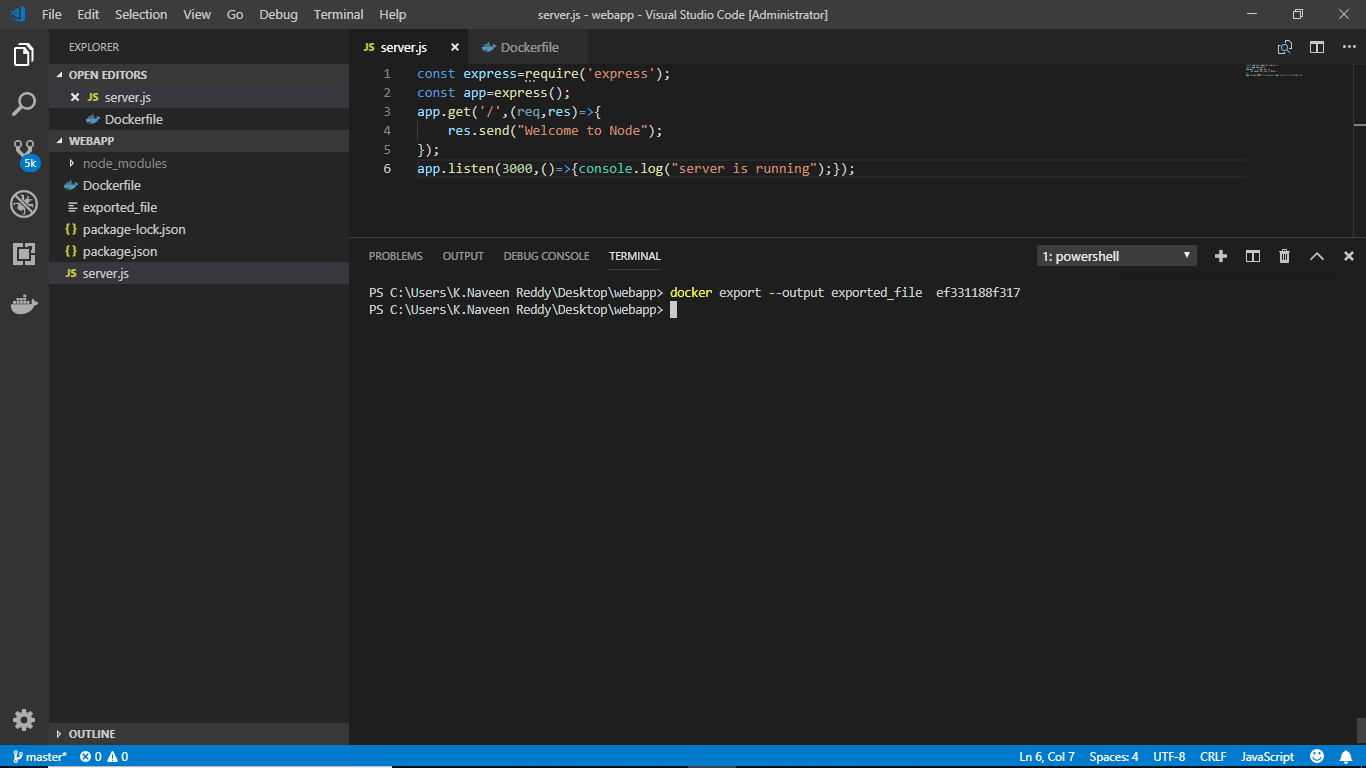 File Edit Selection View Go Debug Terminal Help
server.js - webapp - Visual Studio Code [Administrator]
EXPLORER
OPEN EDITORS
JS server.js
Dockerfile
WEBAPP
node_modules
Dockerfile
exported_file
{} package-lock.json
{} package.json
JS server.js
OUTLINE
5k
JS server.js
Dockerfile
1 const express=require('express');
2 const app=express();
3 app.get('/',(req,res)=>{
4 res.send("Welcome to Node");
5 });
6 app.listen(3000,()=>{console.log("server is running");});
PROBLEMS OUTPUT DEBUG CONSOLE TERMINAL
1: powershell
PS C:\Users\K.Naveen Reddy\Desktop\webapp> docker export --output exported_file ef331188f317
PS C:\Users\K.Naveen Reddy\Desktop\webapp>
master* 0 0
Ln 6, Col 7 Spaces: 4 UTF-8 CRLF JavaScript